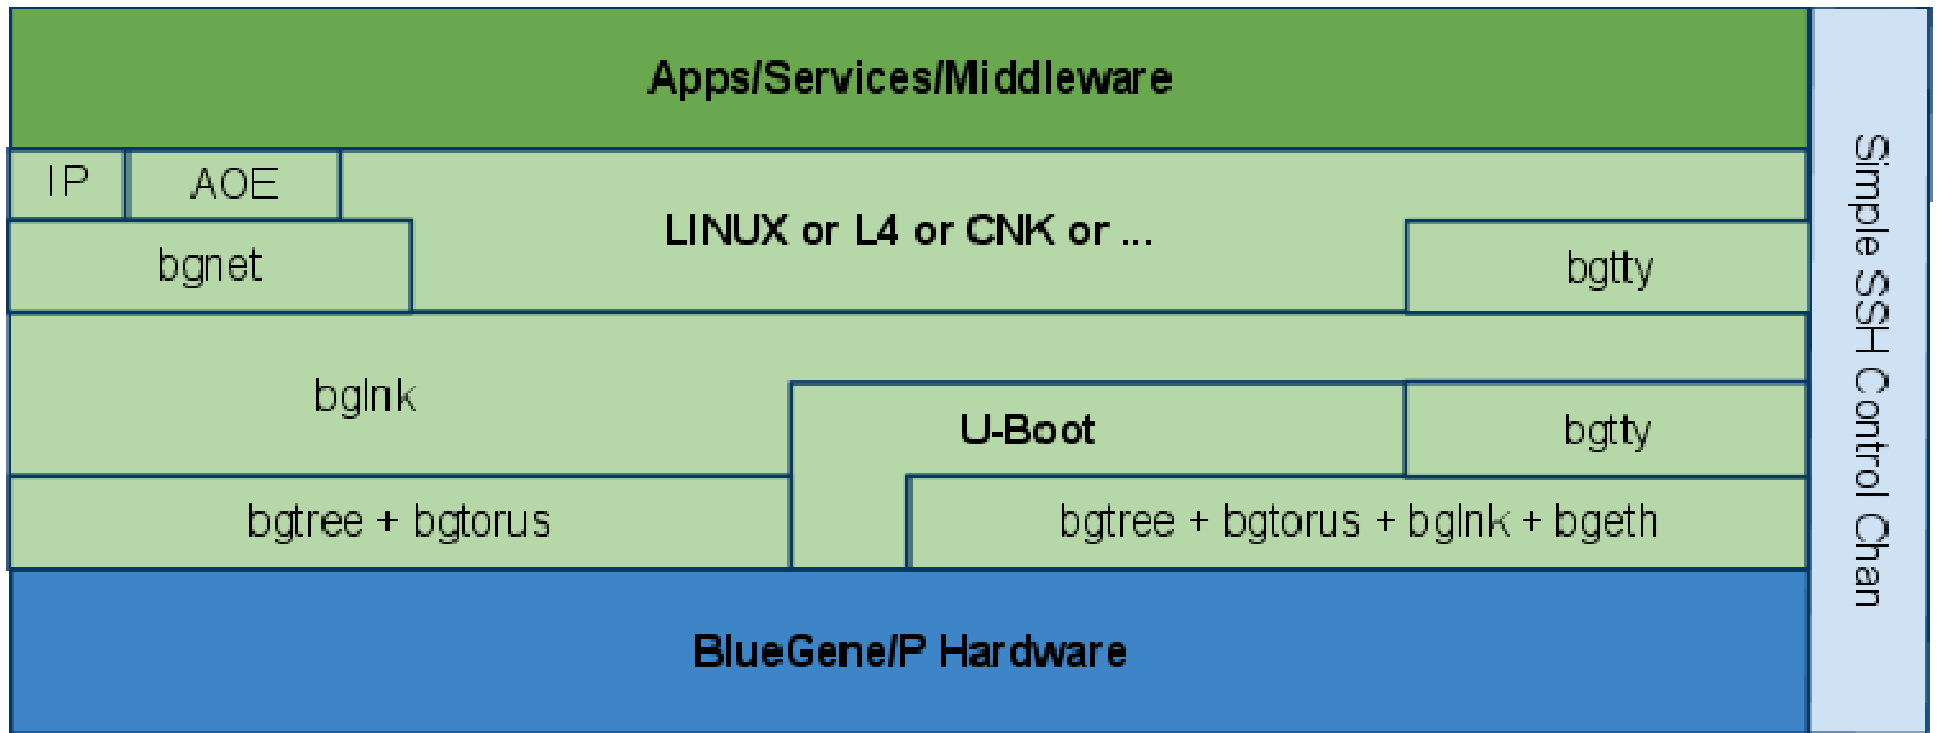 Apps/Services/Middleware
IP
AOE
LINUX or L4 or CNK or ...
bgnet
bgtty
bglnk
U-Boot
bgtty
bgtree + bgtorus
bgtree + bgtorus + bglnk + bgeth
BlueGene/P Hardware
Simple SSH Control Chan